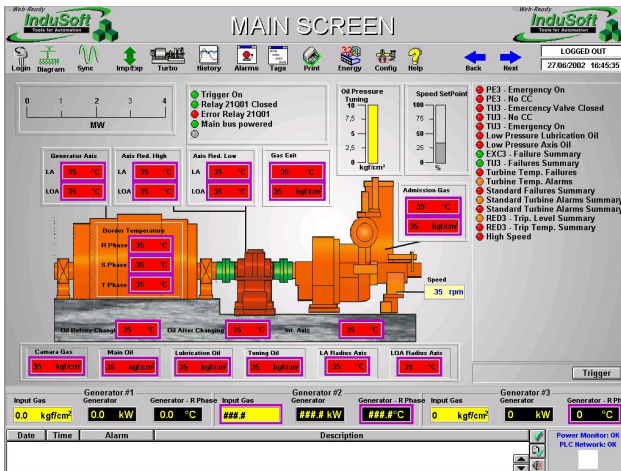 Web-Ready
InduSoft
Tools for Automation
MAIN SCREEN
Web-Ready
InduSoft
Tools for Automation
Login Diagram Sync Imp/Exp Turbo History Alarms Tags Print Energy Config Help Back Next
LOGGED OUT
27/06/2002 16:45:35
0 1 2 3 4
MW
Trigger On
Relay 21Q01 Closed
Error Relay 21Q01
Main bus powered
Oil Pressure
Tuning
10
7,5
5
2,5
0
kgf/cm²
Speed SetPoint
100
75
50
25
0
%
PE3 - Emergency On
PE3 - No CC
TU3 - Emercency Valve Closed
TU3 - No CC
TU3 - Emergency On
Low Pressure Lubrication Oil
Low Pressure Axis Oil
EXC3 - Failure Summary
TU3 - Failures Summary
Turbine Temp. Failures
Turbine Temp. Alarms
Standard Failures Summary
Standard Turbine Alarms Summary
Standard Turbine Alarms Summary
RED3 - Trip. Level Summary
RED3 - Trip Temp. Summary
High Speed
Generator Axis
LA 35 °C
LOA 35 °C
Axis Red. High
LA 35 °C
LOA 35 °C
Axis Red. Low
LA 35 °C
LOA 35 °C
Gas Exit
35 °C
35 kgf/cm
Admission Gas
35 °C
35 kgf/cm
Border Temperature
R Phase 35 °C
S Phase 35 °C
T Phase 35 °C
Speed
35 rpm
Oil Before Changi 35 °C Oil After Changing 35 °C Int. Axis 35 °C
Camara Gas Main Oil Lubrication Oil Tuning Oil LA Radius Axis LOA Radius Axis
35 kgf/cm 35 kgf/cm 35 kgf/cm 35 kgf/cm 35 °C 35 °C
Trigger
Generator #1 Generator #2 Generator #3
Input Gas Generator Generator - R Phase Input Gas Generator Generator - R Phase Input Gas Generator Generator - R Ph
0.0 kgf/cm² 0.0 kW 0.0 °C ###.# ###.# kW ###.#°C 0 kgf/cm² 0 kW 0 °C
Date Time Alarm Description
Power Monitor: OK
PLC Network: OK